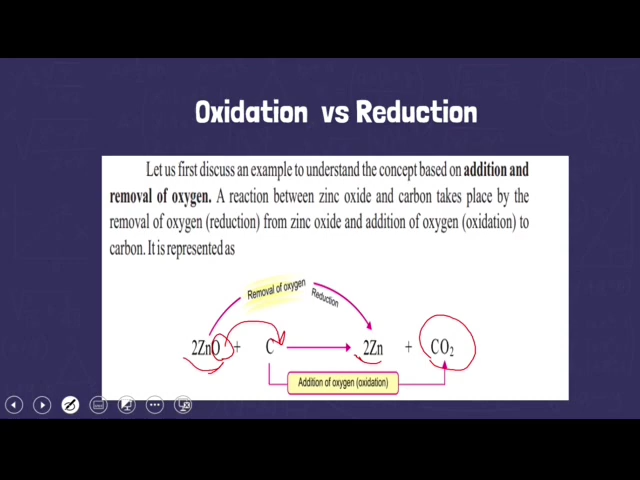 Oxidation vs Reduction
Let us first discuss an example to understand the concept based on addition and
removal of oxygen. A reaction between zinc oxide and carbon takes place by the
removal of oxygen (reduction) from zinc oxide and addition of oxygen (oxidation) to
carbon. It is represented as
Removal of oxygen
Reduction
2ZnO + C 2Zn + CO₂
Addition of oxygen (oxidation)